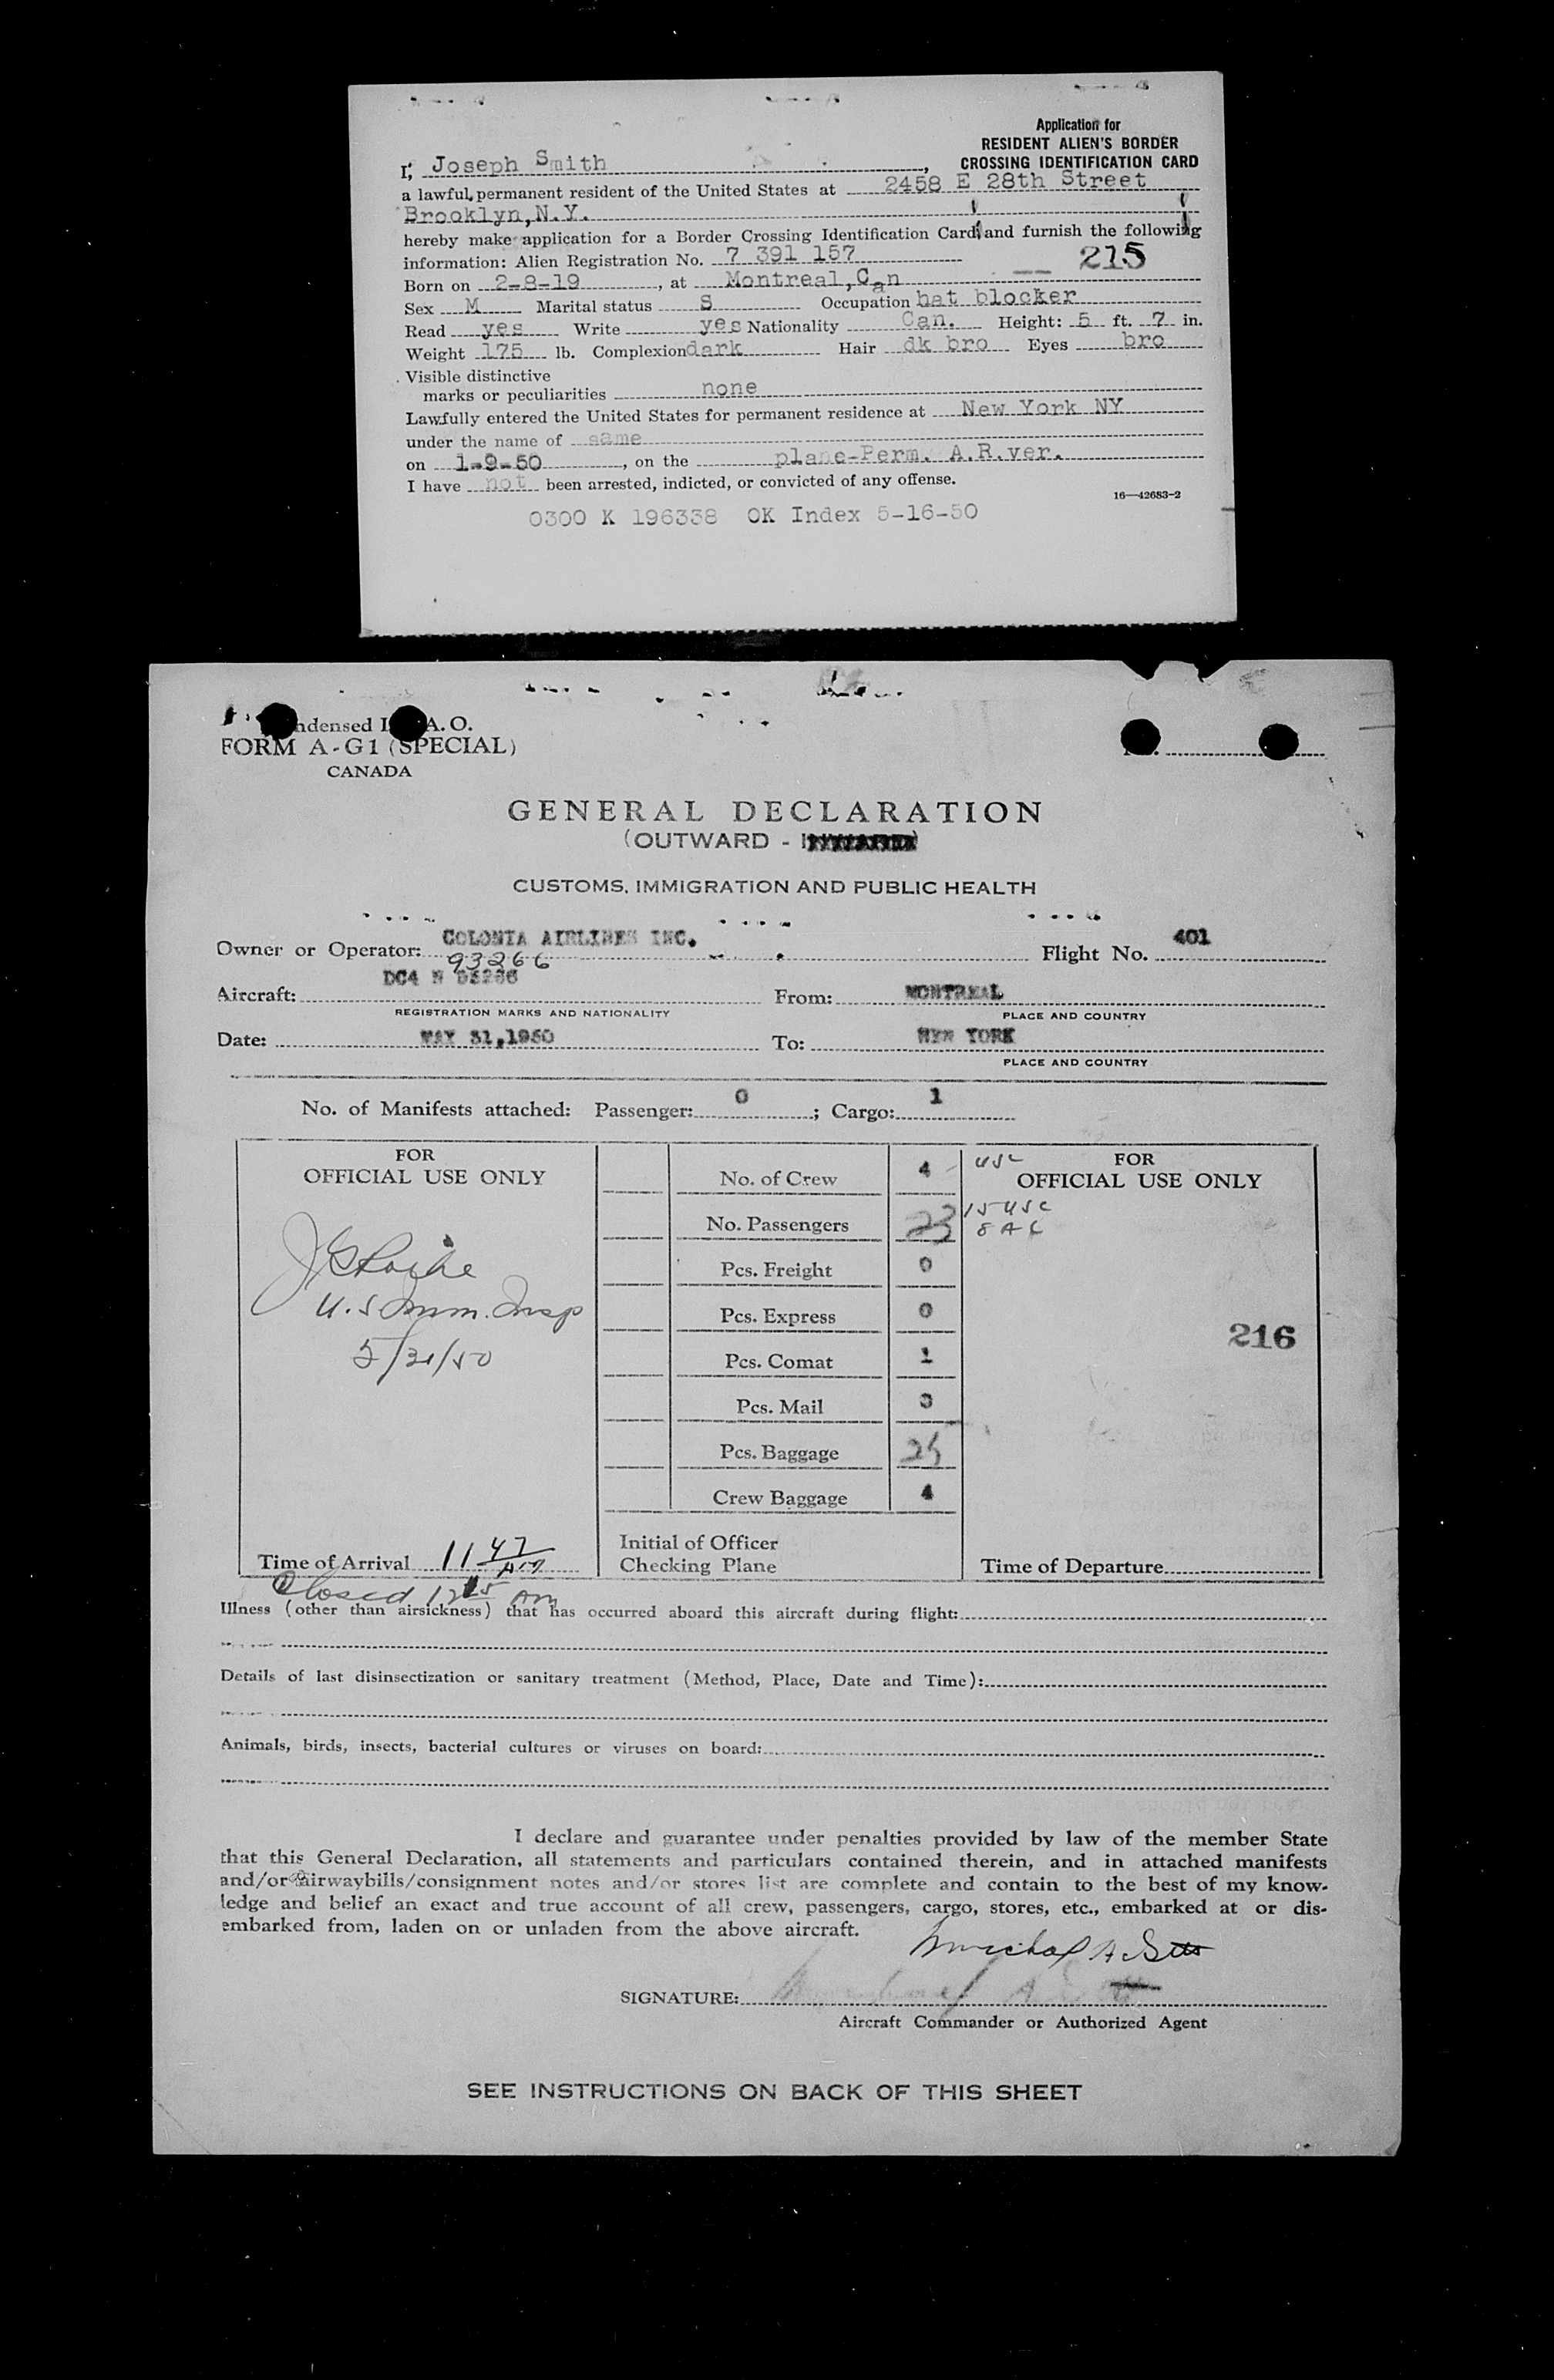 Application for
RESIDENT ALIEN'S BORDER
CROSSING IDENTIFICATION CARD
I, Joseph Smith,
a lawful permanent resident of the United States at 2458 E 28th Street
Brooklyn, N.Y.
hereby make application for a Border Crossing Identification Card, and furnish the following
information: Alien Registration No. 7 391 157
215
Born on 2-8-19, at Montreal, Can
Sex M Marital status S Occupation hat blocker
Read yes Write yes Nationality Can. Height: 5 ft. 7 in.
Weight 175 lb. Complexion dark Hair dk bro Eyes bro
Visible distinctive
marks or peculiarities none
Lawfully entered the United States for permanent residence at New York NY
under the name of same
on 1-9-50, on the plane-Perm. A.R.ver.
I have not been arrested, indicted, or convicted of any offense.
16—42683-2
0300 K 196338 OK Index 5-16-50
A.O.
FORM A-G1 (SPECIAL)
CANADA
GENERAL DECLARATION
(OUTWARD -
CUSTOMS, IMMIGRATION AND PUBLIC HEALTH
Owner or Operator: COLONIA AIRLINES INC. Flight No. 401
93266
Aircraft: DC4 N 93266 From: MONTREAL
REGISTRATION MARKS AND NATIONALITY PLACE AND COUNTRY
Date: MAY 31,1950 To: NEW YORK
PLACE AND COUNTRY
No. of Manifests attached: Passenger: 0; Cargo: 1
FOR
OFFICIAL USE ONLY
U.S Imm. Insp
5/31/50
Time of Arrival 11 47 AM
Closed 12 15 AM
No. of Crew 4
No. Passengers 23
Pcs. Freight 0
Pcs. Express 0
Pcs. Comat 1
Pcs. Mail 3
Pcs. Baggage 25
Crew Baggage 4
Initial of Officer
Checking Plane
FOR
OFFICIAL USE ONLY
USC
15 USC
8 A C
216
Time of Departure
Illness (other than airsickness) that has occurred aboard this aircraft during flight:
Details of last disinsectization or sanitary treatment (Method, Place, Date and Time):
Animals, birds, insects, bacterial cultures or viruses on board:
I declare and guarantee under penalties provided by law of the member State
that this General Declaration, all statements and particulars contained therein, and in attached manifests
and/or airwaybills/consignment notes and/or stores list are complete and contain to the best of my know-
ledge and belief an exact and true account of all crew, passengers, cargo, stores, etc., embarked at or dis-
embarked from, laden on or unladen from the above aircraft.
SIGNATURE:
Aircraft Commander or Authorized Agent
SEE INSTRUCTIONS ON BACK OF THIS SHEET